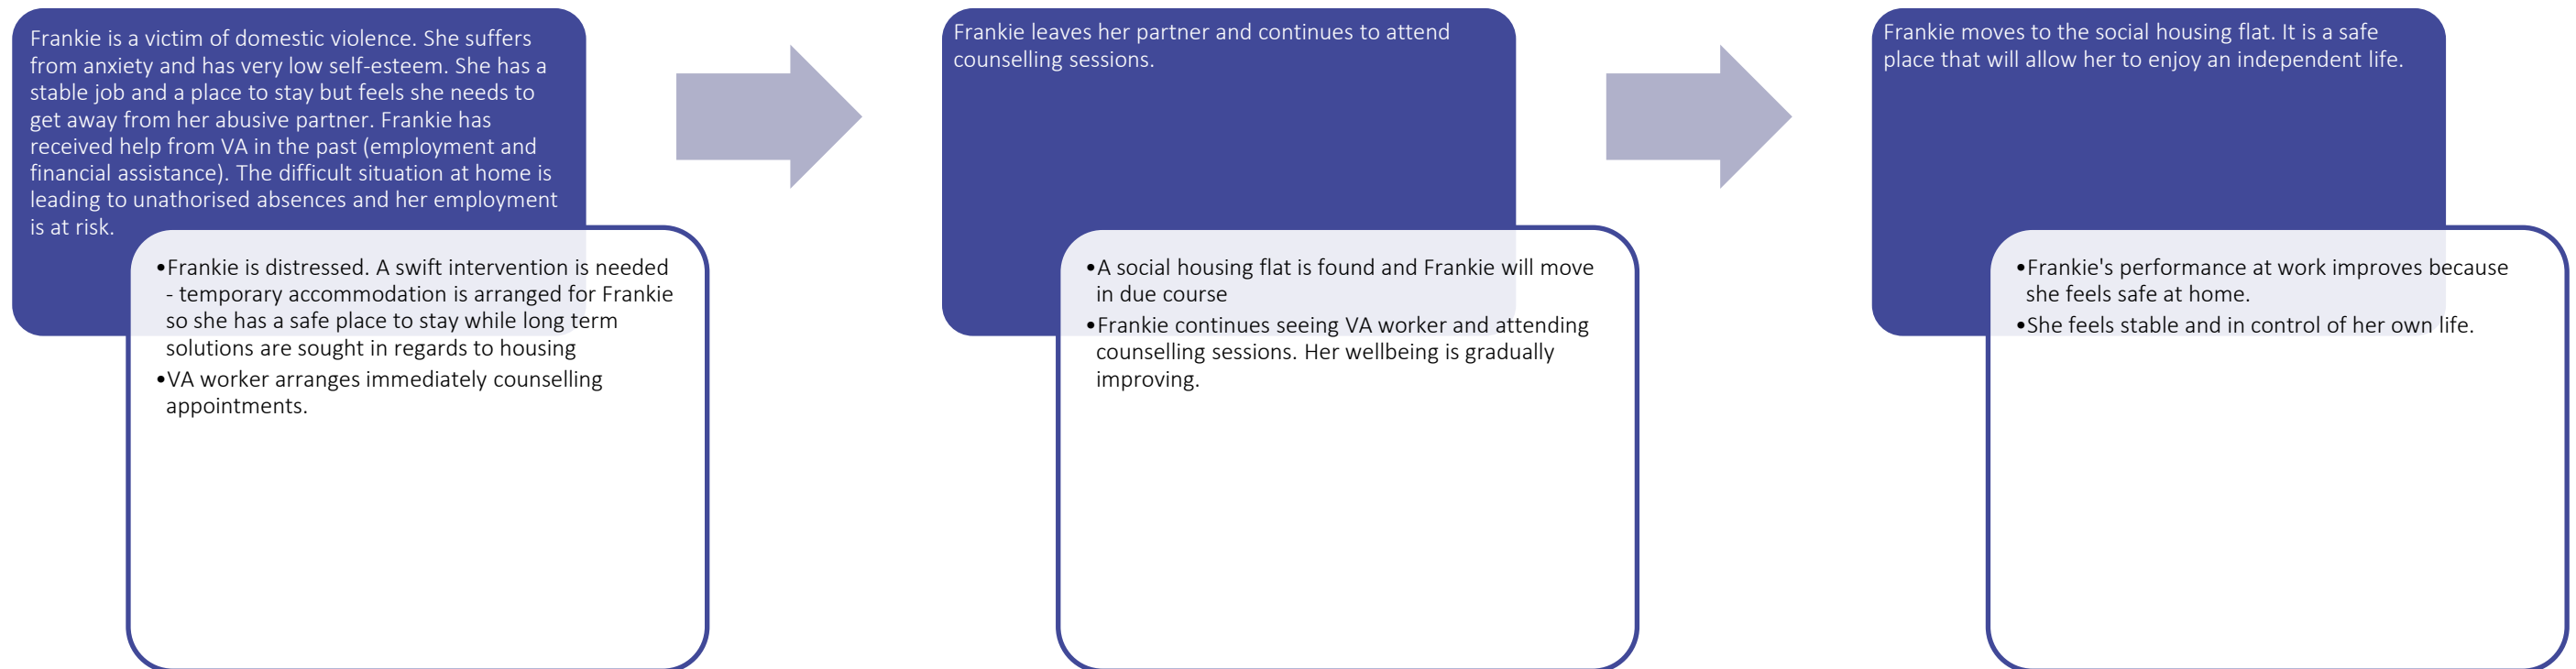 Frankie is a victim of domestic violence. She suffers
from anxiety and has very low self-esteem. She has a
stable job and a place to stay but feels she needs to
get away from her abusive partner. Frankie has
received help from VA in the past (employment and
financial assistance). The difficult situation at home is
leading to unathorised absences and her employment
is at risk.
•Frankie is distressed. A swift intervention is needed
- temporary accommodation is arranged for Frankie
so she has a safe place to stay while long term
solutions are sought in regards to housing
•VA worker arranges immediately counselling
appointments.
Frankie leaves her partner and continues to attend
counselling sessions.
•A social housing flat is found and Frankie will move
in due course
•Frankie continues seeing VA worker and attending
counselling sessions. Her wellbeing is gradually
improving.
Frankie moves to the social housing flat. It is a safe
place that will allow her to enjoy an independent life.
•Frankie's performance at work improves because
she feels safe at home.
•She feels stable and in control of her own life.